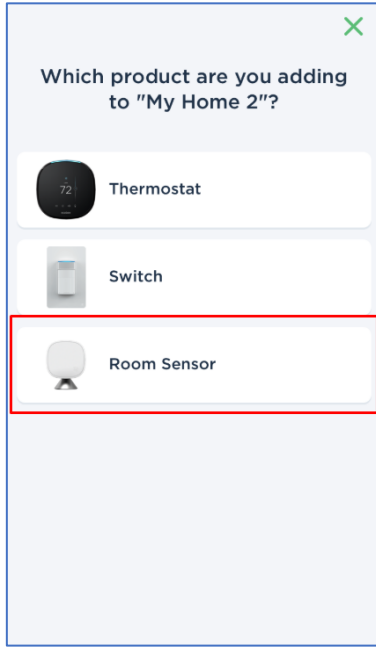 Which product are you adding
to "My Home 2"?
72
Thermostat
Switch
Room Sensor